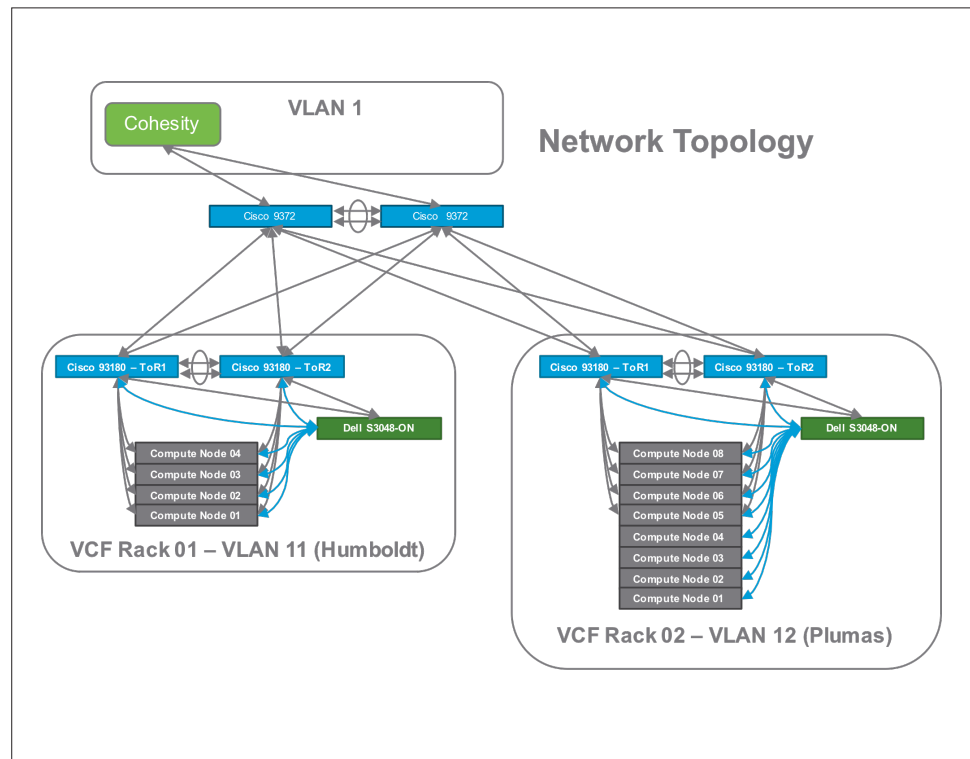 VLAN 1
Cohesity
Network Topology
Cisco 9372
Cisco 9372
Cisco 93180 – ToR1
Cisco 93180 – ToR2
Dell S3048-ON
Compute Node 04
Compute Node 03
Compute Node 02
Compute Node 01
VCF Rack 01 – VLAN 11 (Humboldt)
Cisco 93180 – ToR1
Cisco 93180 – ToR2
Dell S3048-ON
Compute Node 08
Compute Node 07
Compute Node 06
Compute Node 05
Compute Node 04
Compute Node 03
Compute Node 02
Compute Node 01
VCF Rack 02 – VLAN 12 (Plumas)